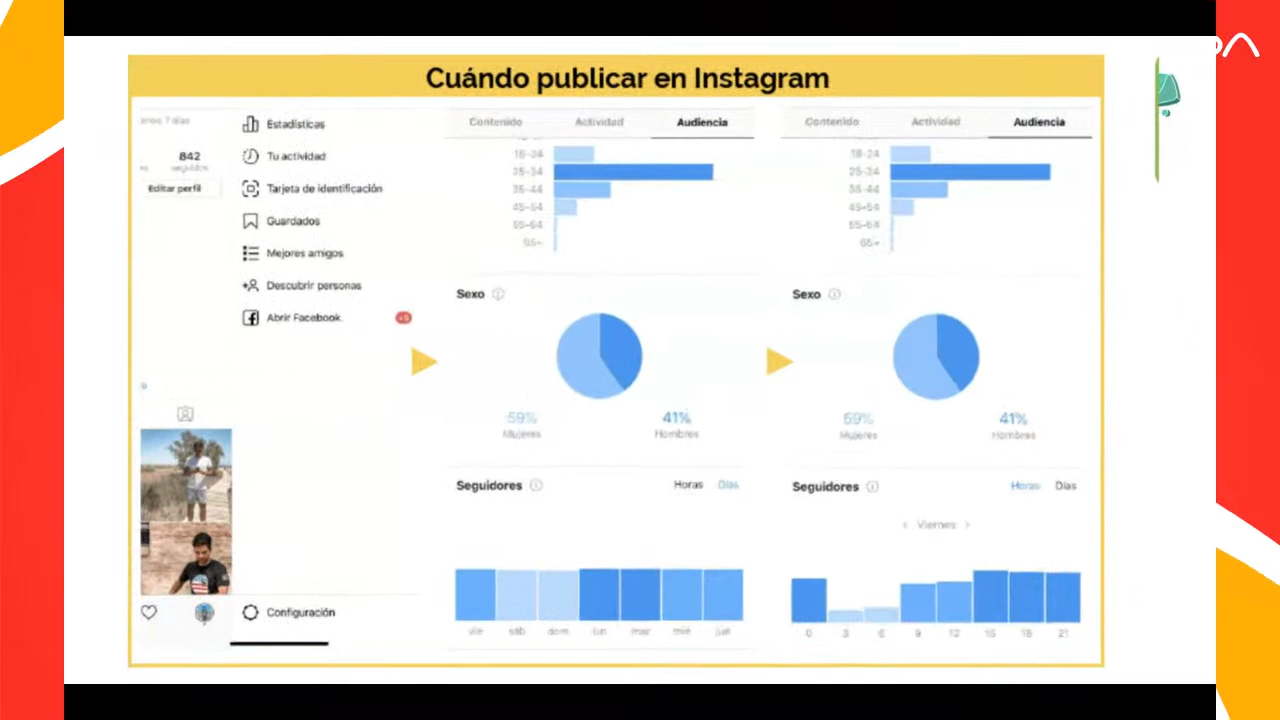 Cuándo publicar en Instagram
7 días
842
seguidos
Editar perfil
Estadísticas
Tu actividad
Tarjeta de identificación
Guardados
Mejores amigos
Descubrir personas
Abrir Facebook
Configuración
Contenido Actividad Audiencia
18-24
25-34
35-44
45-54
55-64
65+
Sexo
59% 41%
Mujeres Hombres
Seguidores Horas Días
vie sáb dom lun mar mié jue
Contenido Actividad Audiencia
18-24
25-34
35-44
45-54
55-64
65+
Sexo
59% 41%
Mujeres Hombres
Seguidores Horas Días
< Viernes >
0 3 6 9 12 15 18 21